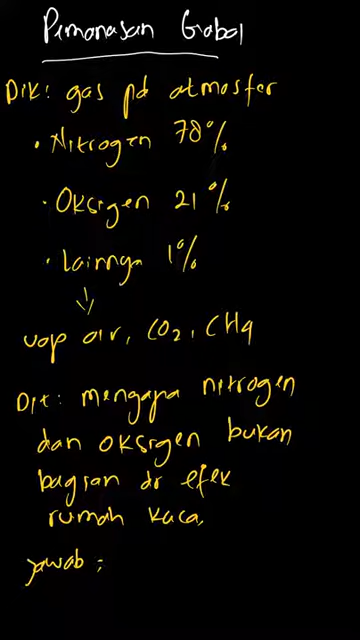 Pemanasan Global
Dik: gas pd atmosfer
• Nitrogen 78%
• Oksigen 21%
• Lainnya 1%
uap air, CO2, CH4
Dit: mengapa nitrogen
dan oksigen bukan
bagian dr efek
rumah kaca.
jawab: